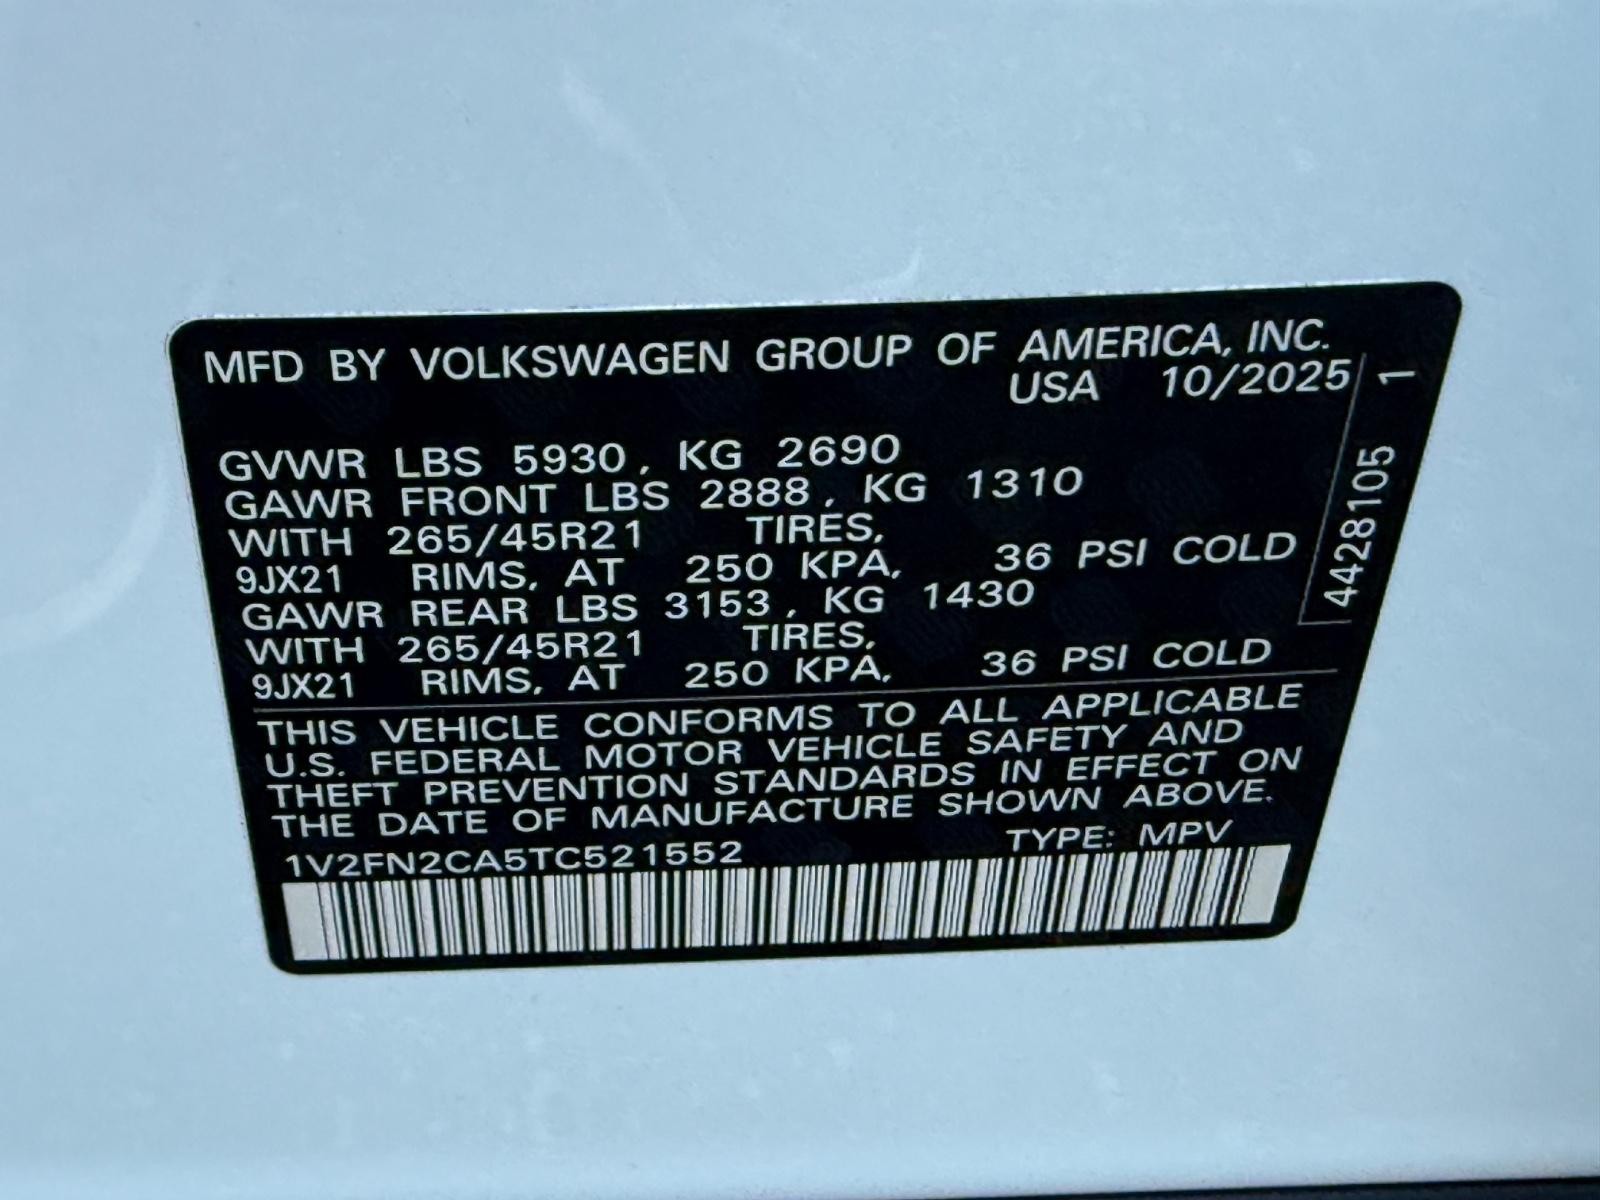 MFD BY VOLKSWAGEN GROUP OF AMERICA, INC.
USA 10/2025
GVWR LBS 5930, KG 2690
GAWR FRONT LBS 2888, KG 1310
WITH 265/45R21 TIRES,
9JX21 RIMS, AT 250 KPA, 36 PSI COLD
GAWR REAR LBS 3153, KG 1430
WITH 265/45R21 TIRES,
9JX21 RIMS, AT 250 KPA, 36 PSI COLD
THIS VEHICLE CONFORMS TO ALL APPLICABLE
U.S. FEDERAL MOTOR VEHICLE SAFETY AND
THEFT PREVENTION STANDARDS IN EFFECT ON
THE DATE OF MANUFACTURE SHOWN ABOVE.
1V2FN2CA5TC521552 TYPE: MPV
4428105 1